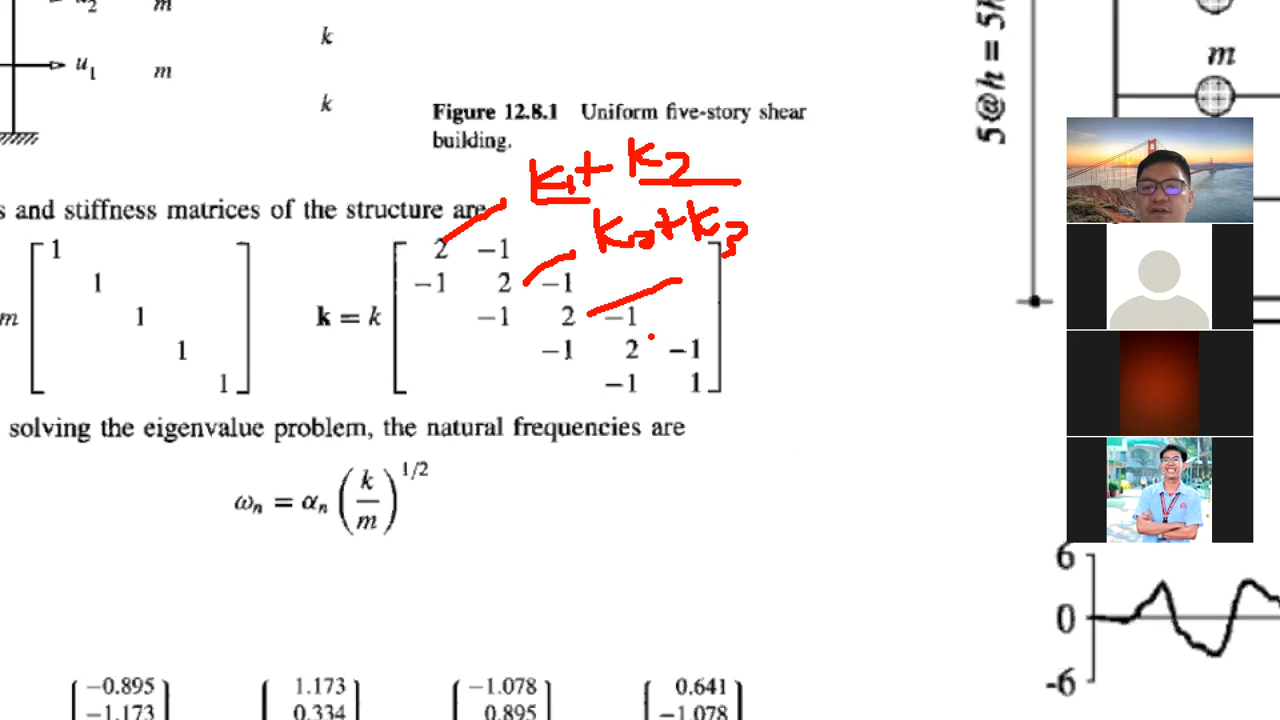 u2 m
k
u1 m
k
Figure 12.8.1 Uniform five-story shear
building.
k1 + k2
s and stiffness matrices of the structure are
k2 + k3
m
1
1
1
1
1
k = k
2 −1
−1 2 −1
−1 2 −1
−1 2 −1
−1 1
solving the eigenvalue problem, the natural frequencies are
ωn = αn (k/m)^1/2
−0.895 1.173 −1.078 0.641
−1.173 0.334 0.895 −1.078
5@h = 5h
m
6
0
-6